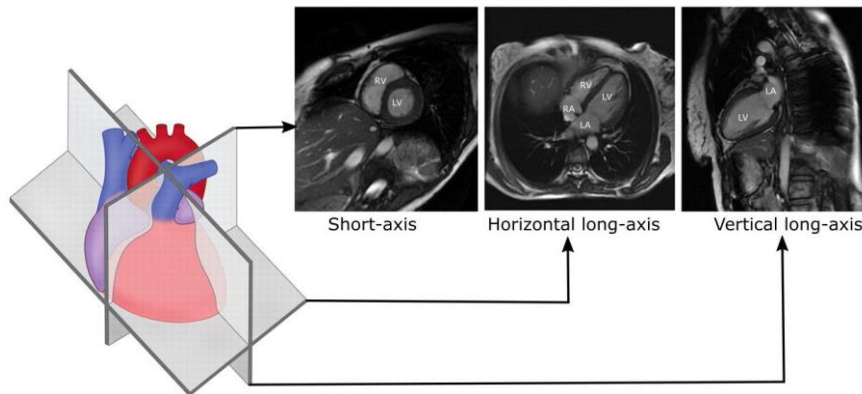 RV
LV
RV
LV
RA
LA
LA
LV
Short-axis
Horizontal long-axis
Vertical long-axis